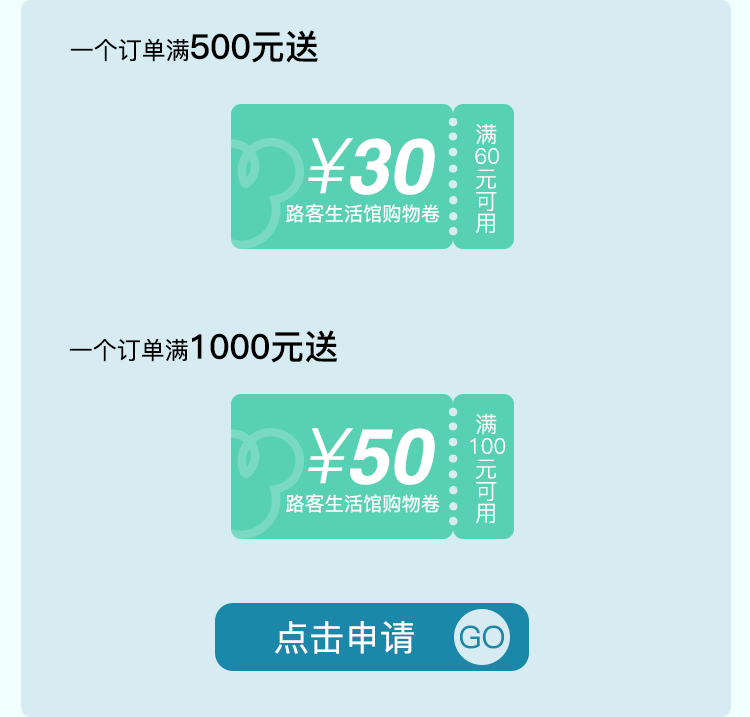 一个订单满500元送
¥30
路客生活馆购物卷
满
60
元
可
用
一个订单满1000元送
¥50
路客生活馆购物卷
满
100
元
可
用
点击申请 GO